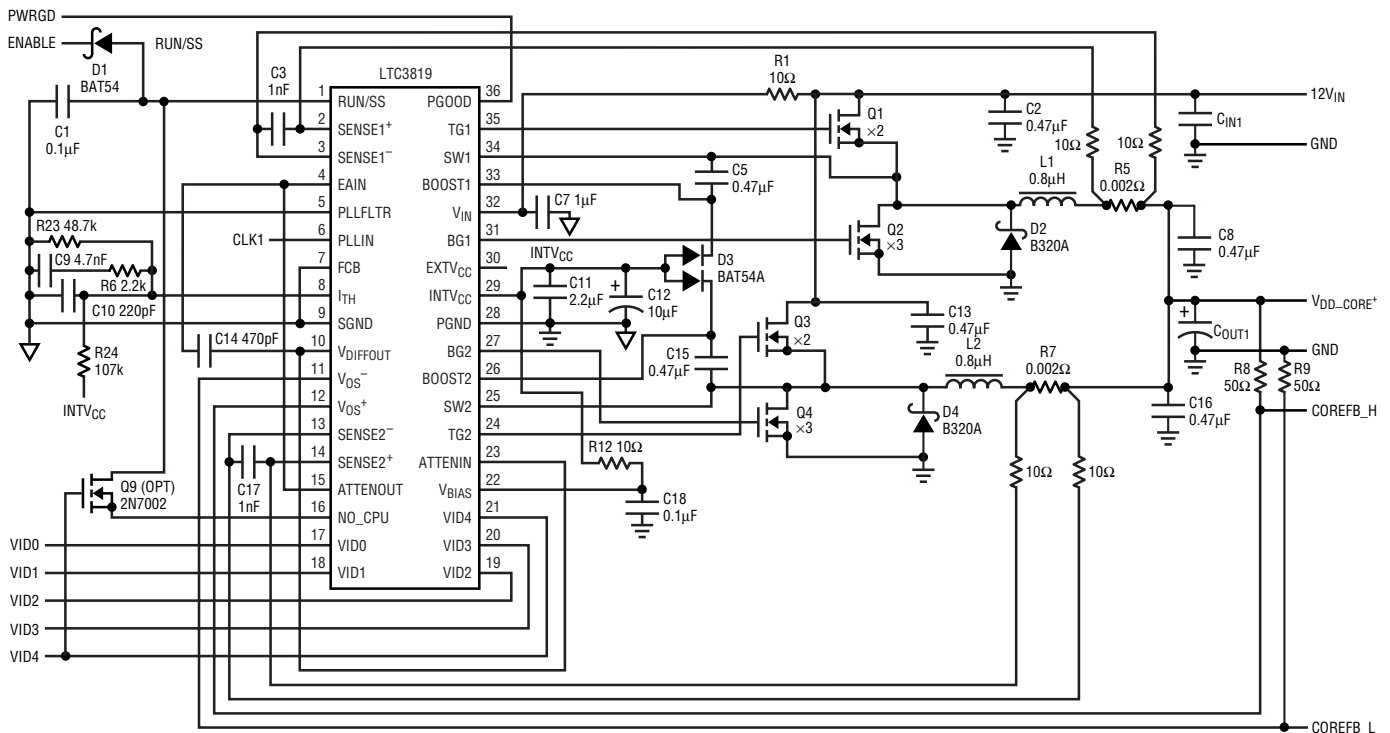 PWRGD
ENABLE
D1
BAT54
RUN/SS
C1
0.1µF
C3
1nF
LTC3819
1 RUN/SS
2 SENSE1+
3 SENSE1−
4 EAIN
5 PLLFLTR
6 PLLIN
7 FCB
8 ITH
9 SGND
10 VDIFFOUT
11 VOS−
12 VOS+
13 SENSE2−
14 SENSE2+
15 ATTENOUT
16 NO_CPU
17 VID0
18 VID1
PGOOD 36
TG1 35
SW1 34
BOOST1 33
VIN 32
BG1 31
EXTVCC 30
INTVCC 29
PGND 28
BG2 27
BOOST2 26
SW2 25
TG2 24
ATTENIN 23
VBIAS 22
VID4 21
VID3 20
VID2 19
R23 48.7k
CLK1
C9 4.7nF
R6 2.2k
C10 220pF
R24
107k
INTVCC
C14 470pF
C17
1nF
Q9 (OPT)
2N7002
VID0
VID1
VID2
VID3
VID4
R1
10Ω
Q1
×2
C2
0.47µF
12VIN
CIN1
GND
10Ω
10Ω
C5
0.47µF
L1
0.8µH
R5
0.002Ω
C7 1µF
Q2
×3
D2
B320A
C8
0.47µF
INTVCC
D3
BAT54A
C11
2.2µF
+
C12
10µF
VDD_CORE+
Q3
×2
C13
0.47µF
+
COUT1
GND
C15
0.47µF
L2
0.8µH
R7
0.002Ω
R8
50Ω
R9
50Ω
Q4
×3
D4
B320A
C16
0.47µF
COREFB_H
R12 10Ω
10Ω
10Ω
C18
0.1µF
COREFB_L